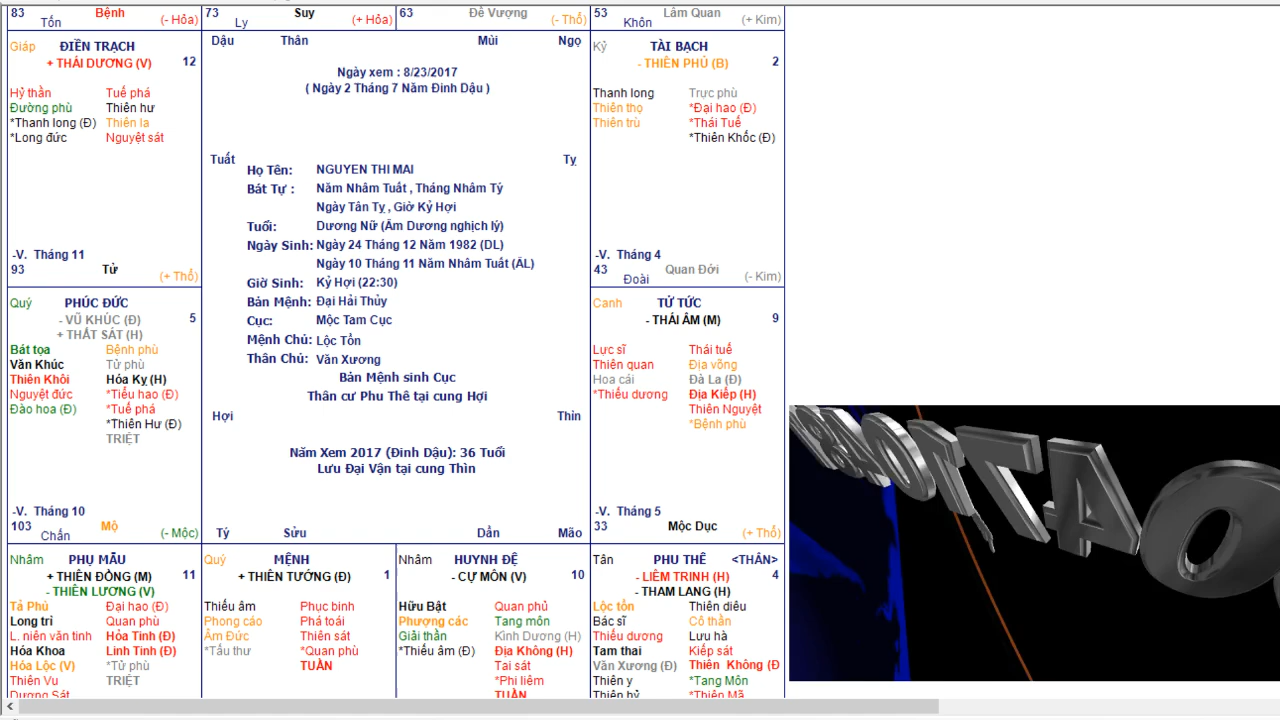 83 Bệnh (- Hỏa)
Tốn
73 Suy (+ Hỏa)
Ly
63 Đế Vượng (- Thổ)
53 Lâm Quan (+ Kim)
Khôn
Giáp ĐIỀN TRẠCH
+ THÁI DƯƠNG (V) 12
Hỷ thần Tuế phá
Đường phù Thiên hư
*Thanh long (Đ) Thiên la
*Long đức Nguyệt sát
-V. Tháng 11
93 Tử (+ Thổ)
Dậu Thân Mùi Ngọ
Ngày xem : 8/23/2017
( Ngày 2 Tháng 7 Năm Đinh Dậu )
Tuất Tỵ
Họ Tên: NGUYEN THI MAI
Bát Tự : Năm Nhâm Tuất , Tháng Nhâm Tý
Ngày Tân Tỵ , Giờ Kỷ Hợi
Tuổi: Dương Nữ (Âm Dương nghịch lý)
Ngày Sinh: Ngày 24 Tháng 12 Năm 1982 (DL)
Ngày 10 Tháng 11 Năm Nhâm Tuất (ÂL)
Giờ Sinh: Kỷ Hợi (22:30)
Bản Mệnh: Đại Hải Thủy
Cục: Mộc Tam Cục
Mệnh Chủ: Lộc Tồn
Thân Chủ: Văn Xương
Bản Mệnh sinh Cục
Thân cư Phu Thê tại cung Hợi
Hợi Thìn
Năm Xem 2017 (Đinh Dậu): 36 Tuổi
Lưu Đại Vận tại cung Thìn
Tý Sửu Dần Mão
Kỷ TÀI BẠCH
- THIÊN PHỦ (B) 2
Thanh long Trực phù
Thiên thọ *Đại hao (Đ)
Thiên trù *Thái Tuế
*Thiên Khốc (Đ)
-V. Tháng 4
43 Quan Đới (- Kim)
Đoài
Quý PHÚC ĐỨC
- VŨ KHÚC (Đ) 5
+ THẤT SÁT (H)
Bát tọa Bệnh phù
Văn Khúc Tử phù
Thiên Khôi Hóa Kỵ (H)
Nguyệt đức *Tiểu hao (Đ)
Đào hoa (Đ) *Tuế phá
*Thiên Hư (Đ)
TRIỆT
-V. Tháng 10
103 Mộ (- Mộc)
Chấn
Canh TỬ TỨC
- THÁI ÂM (M) 9
Lực sĩ Thái tuế
Thiên quan Địa võng
Hoa cái Đà La (Đ)
*Thiếu dương Địa Kiếp (H)
Thiên Nguyệt
*Bệnh phù
-V. Tháng 5
33 Mộc Dục (+ Thổ)
Nhâm PHỤ MẪU
+ THIÊN ĐỒNG (M) 11
- THIÊN LƯƠNG (V)
Tả Phù Đại hao (Đ)
Long trì Quan phù
L. niên văn tinh Hỏa Tinh (Đ)
Hóa Khoa Linh Tinh (Đ)
Hóa Lộc (V) *Tử phù
Thiên Vu TRIỆT
Dương Sát
Quý MỆNH
+ THIÊN TƯỚNG (Đ) 1
Thiếu âm Phục binh
Phong cáo Phá toái
Âm Đức Thiên sát
*Tấu thư *Quan phù
TUẦN
Nhâm HUYNH ĐỆ
- CỰ MÔN (V) 10
Hữu Bật Quan phủ
Phượng các Tang môn
Giải thần Kình Dương (H)
*Thiếu âm (Đ) Địa Không (H)
Tai sát
*Phi liêm
TUẦN
Tân PHU THÊ <THÂN>
- LIÊM TRINH (H) 4
- THAM LANG (H)
Lộc tồn Thiên diêu
Bác sĩ Cô thần
Thiếu dương Lưu hà
Tam thai Kiếp sát
Văn Xương (Đ) Thiên Không (Đ
Thiên y *Tang Môn
Thiên hỷ *Thiên Mã